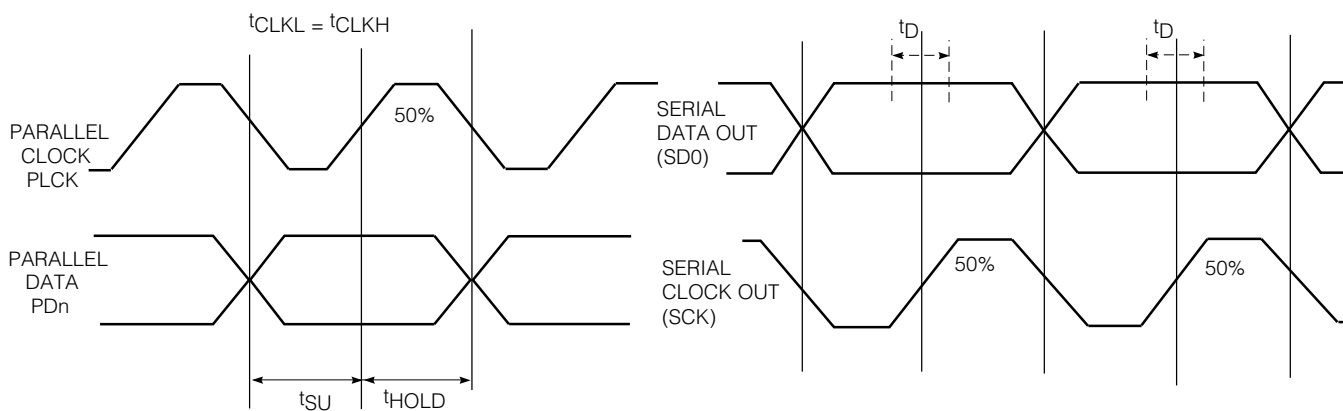 tCLKL = tCLKH
PARALLEL
CLOCK
PLCK
50%
PARALLEL
DATA
PDn
tSU
tHOLD
tD
tD
SERIAL
DATA OUT
(SD0)
SERIAL
CLOCK OUT
(SCK)
50%
50%